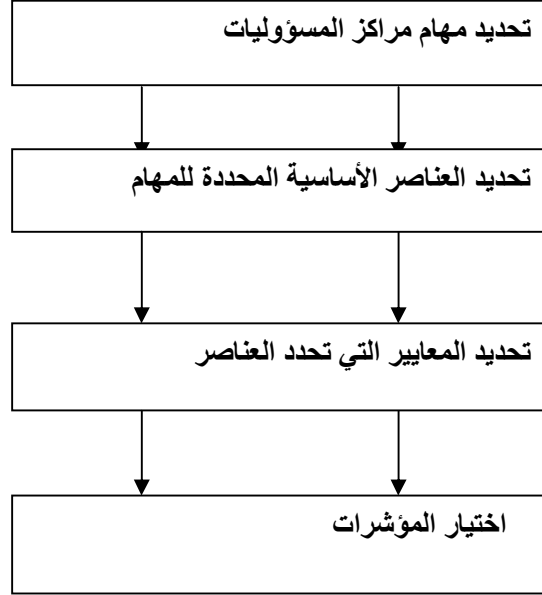 تحديد مهام مراكز المسؤوليات
تحديد العناصر الأساسية المحددة للمهام
تحديد المعايير التي تحدد العناصر
اختيار المؤشرات